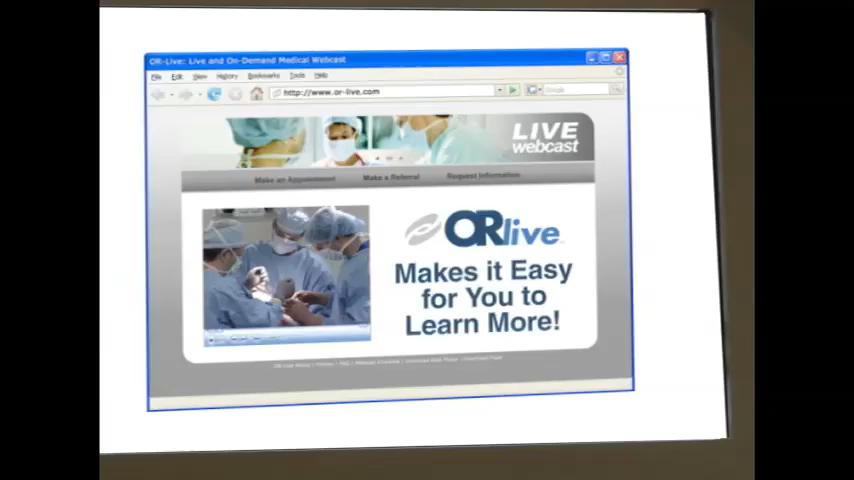 OR-Live: Live and On-Demand Medical Webcast
File Edit View History Bookmarks Tools Help
http://www.or-live.com
Google
LIVE
webcast
Make an Appointment Make a Referral Request Information
ORlive
Makes it Easy
for You to
Learn More!